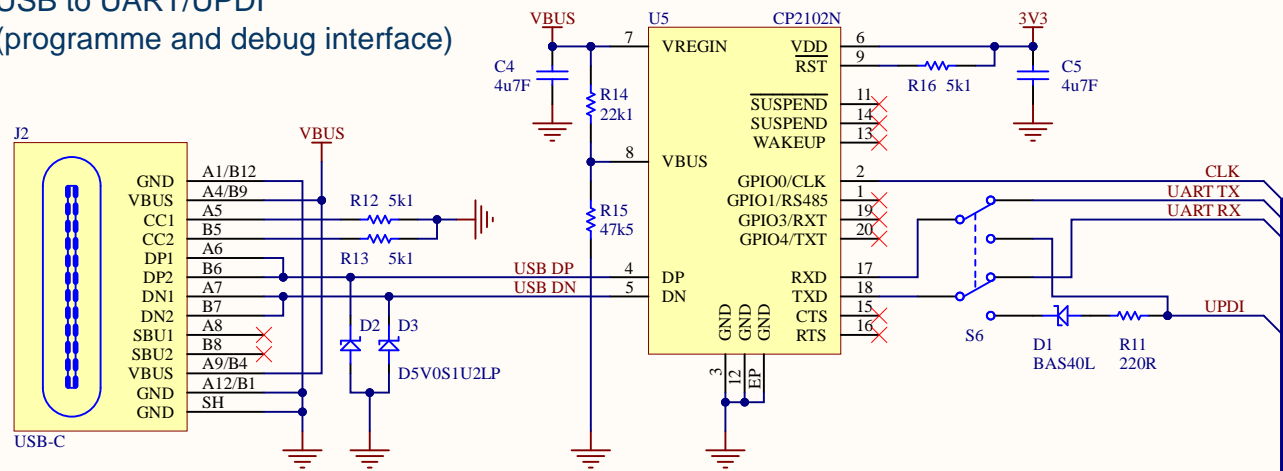 USB to UART/UPDI
(programme and debug interface)
VBUS
U5
CP2102N
3V3
7
VREGIN
VDD
6
RST
9
C4
4u7F
R14
22k1
R16 5k1
C5
4u7F
SUSPEND
11
SUSPEND
14
WAKEUP
13
8
VBUS
GPIO0/CLK
2
CLK
GPIO1/RS485
1
UART TX
GPIO3/RXT
19
UART RX
GPIO4/TXT
20
R15
47k5
J2
VBUS
GND
A1/B12
VBUS
A4/B9
CC1
A5
R12 5k1
CC2
B5
R13 5k1
DP1
A6
DP2
B6
USB DP
4
DP
RXD
17
DN1
A7
USB DN
5
DN
TXD
18
DN2
B7
CTS
15
UPDI
SBU1
A8
RTS
16
SBU2
B8
VBUS
A9/B4
GND
A12/B1
GND
SH
USB-C
D2
D3
D5V0S1U2LP
GND
GND
GND
3
12
EP
S6
D1
BAS40L
R11
220R